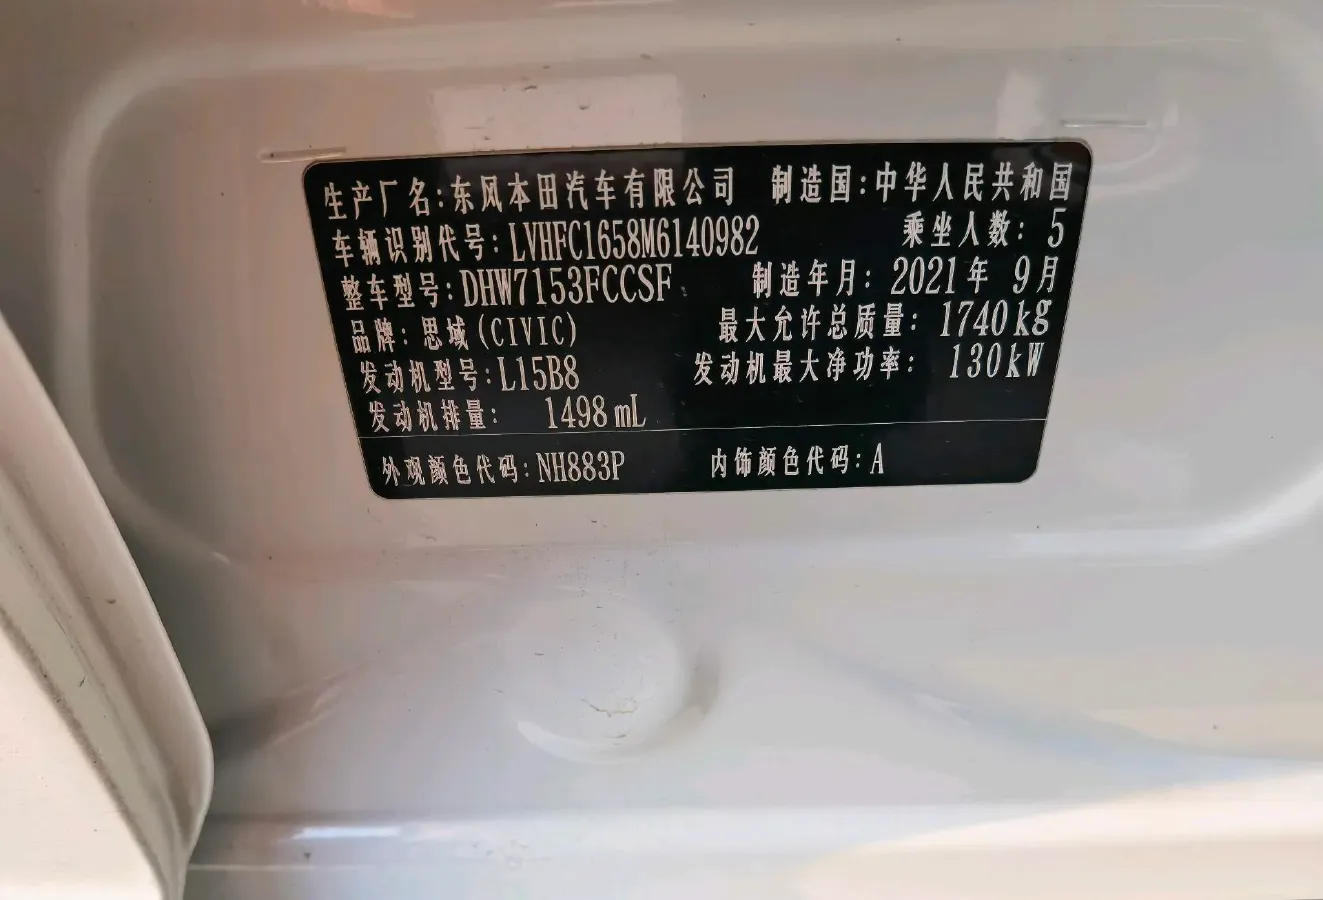 生产厂名:东风本田汽车有限公司 制造国:中华人民共和国
车辆识别代号:LVHFC1658M6140982 乘坐人数:5
整车型号:DHW7153FCCSF 制造年月:2021年 9月
品牌:思域(CIVIC) 最大允许总质量:1740kg
发动机型号:L15B8 发动机最大净功率:130kW
发动机排量: 1498mL
外观颜色代码:NH883P 内饰颜色代码:A